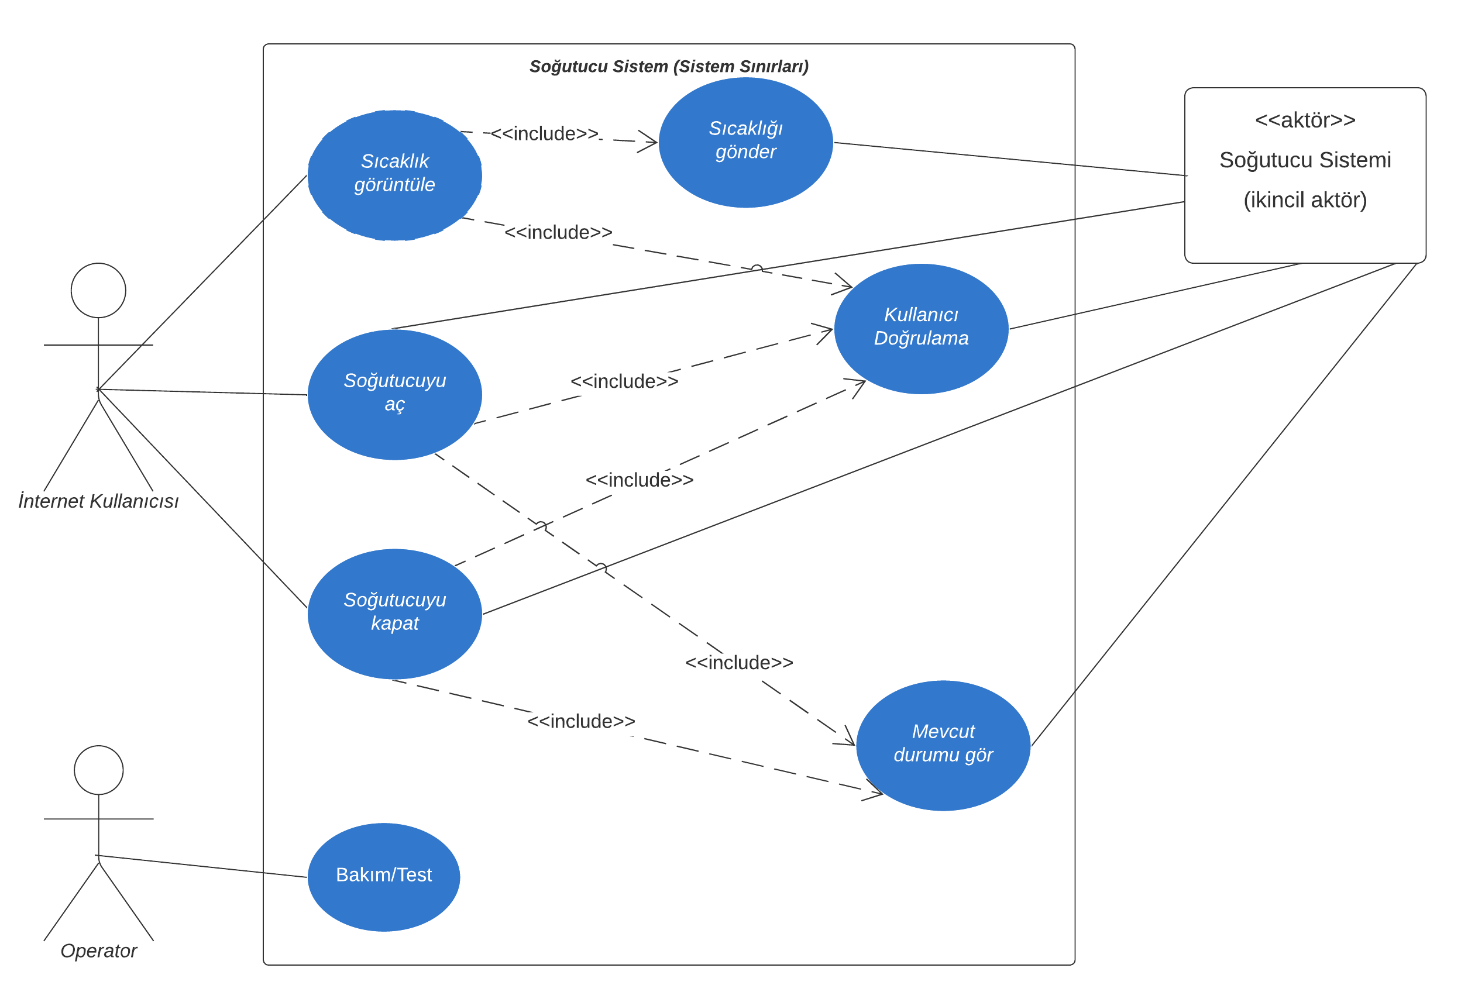 Soğutucu Sistem (Sistem Sınırları)
<<aktör>>
Soğutucu Sistemi
(ikincil aktör)
Sıcaklık
görüntüle
<<include>>
Sıcaklığı
gönder
<<include>>
Kullanıcı
Doğrulama
Soğutucuyu
aç
<<include>>
İnternet Kullanıcısı
<<include>>
Soğutucuyu
kapat
<<include>>
<<include>>
Mevcut
durumu gör
Bakım/Test
Operator